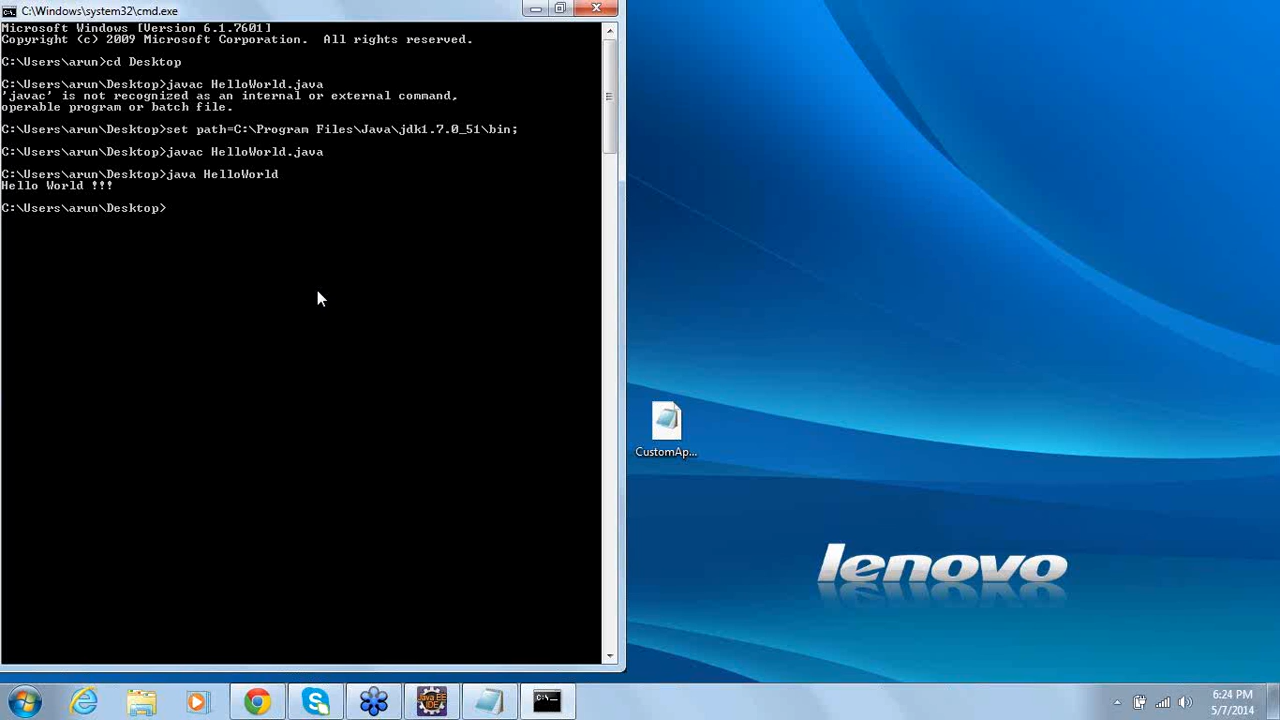 C:\Windows\system32\cmd.exe
Microsoft Windows [Version 6.1.7601]
Copyright (c) 2009 Microsoft Corporation.  All rights reserved.
C:\Users\arun>cd Desktop
C:\Users\arun\Desktop>javac HelloWorld.java
'javac' is not recognized as an internal or external command,
operable program or batch file.
C:\Users\arun\Desktop>set path=C:\Program Files\Java\jdk1.7.0_51\bin;
C:\Users\arun\Desktop>javac HelloWorld.java
C:\Users\arun\Desktop>java HelloWorld
Hello World !!!
C:\Users\arun\Desktop>
CustomAp...
lenovo
Java EE
IDE
C:\_
6:24 PM
5/7/2014